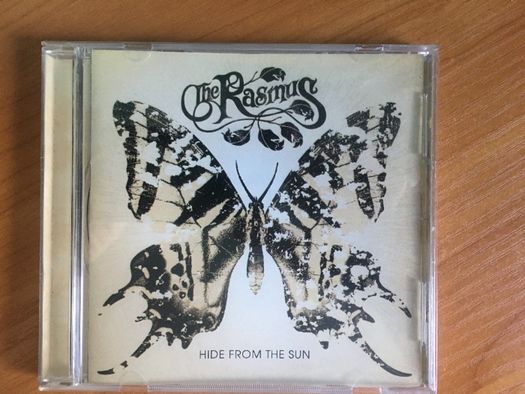 The Rasmus
HIDE FROM THE SUN